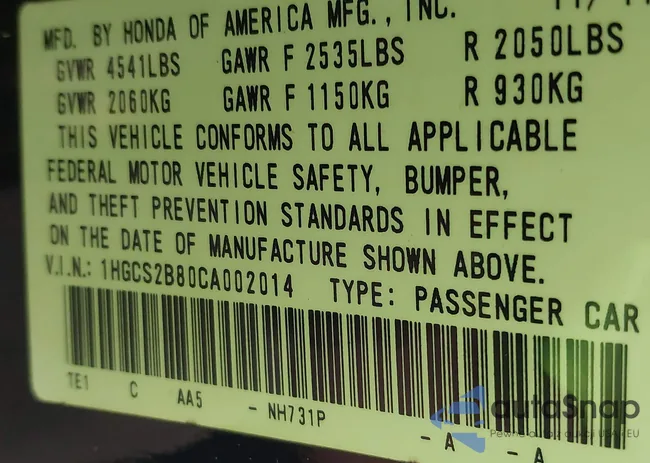 MFD. BY HONDA OF AMERICA MFG., INC.
GVWR 4541LBS GAWR F 2535LBS R 2050LBS
GVWR 2060KG GAWR F 1150KG R 930KG
THIS VEHICLE CONFORMS TO ALL APPLICABLE
FEDERAL MOTOR VEHICLE SAFETY, BUMPER,
AND THEFT PREVENTION STANDARDS IN EFFECT
ON THE DATE OF MANUFACTURE SHOWN ABOVE.
V.I.N.: 1HGCS2B80CA002014 TYPE: PASSENGER CAR
TE1 C AA5 - NH731P - A - A
autoSnap